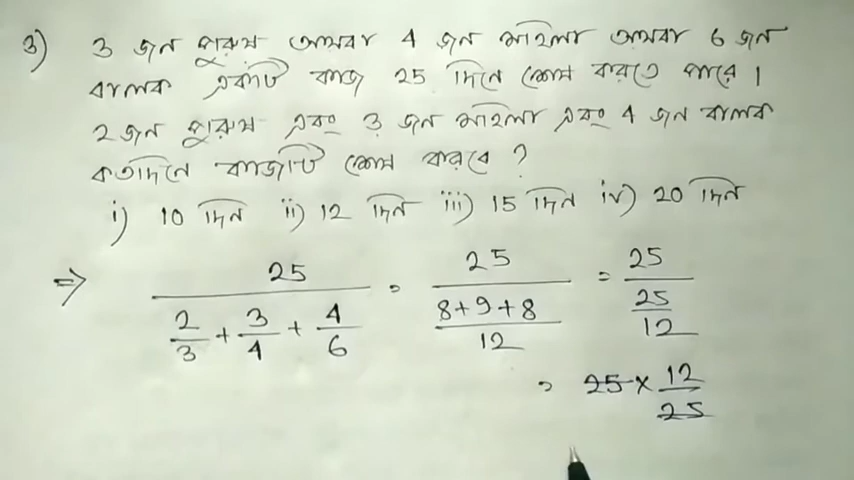 3) 3 জন পুরুষ অথবা 4 জন মহিলা অথবা 6 জন
বালক একটি কাজ 25 দিনে শেষ করতে পারে।
2 জন পুরুষ এবং 3 জন মহিলা এবং 4 জন বালক
কতদিনে কাজটি শেষ করবে?
i) 10 দিন ii) 12 দিন iii) 15 দিন iv) 20 দিন
⇒ 25 / (2/3 + 3/4 + 4/6) = 25 / ((8+9+8)/12) = 25 / (25/12)
= 25 × 12/25